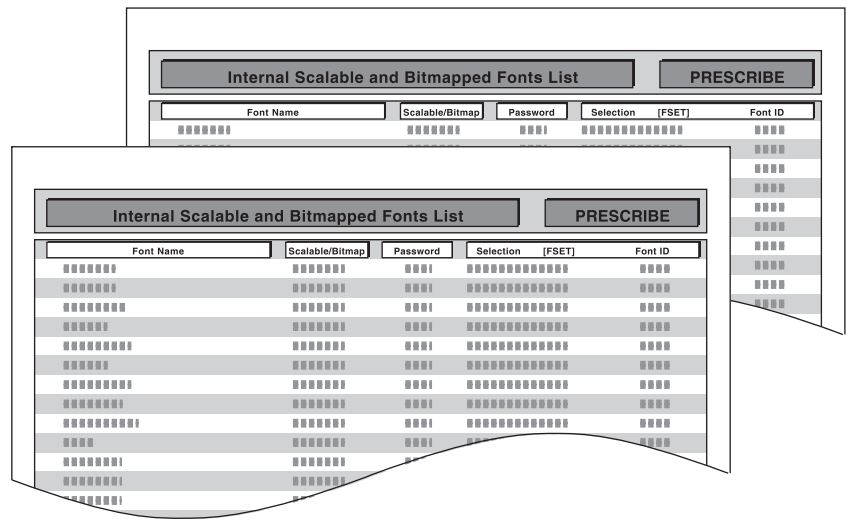 Internal Scalable and Bitmapped Fonts List PRESCRIBE
Font Name Scalable/Bitmap Password Selection [FSET] Font ID
Internal Scalable and Bitmapped Fonts List PRESCRIBE
Font Name Scalable/Bitmap Password Selection [FSET] Font ID